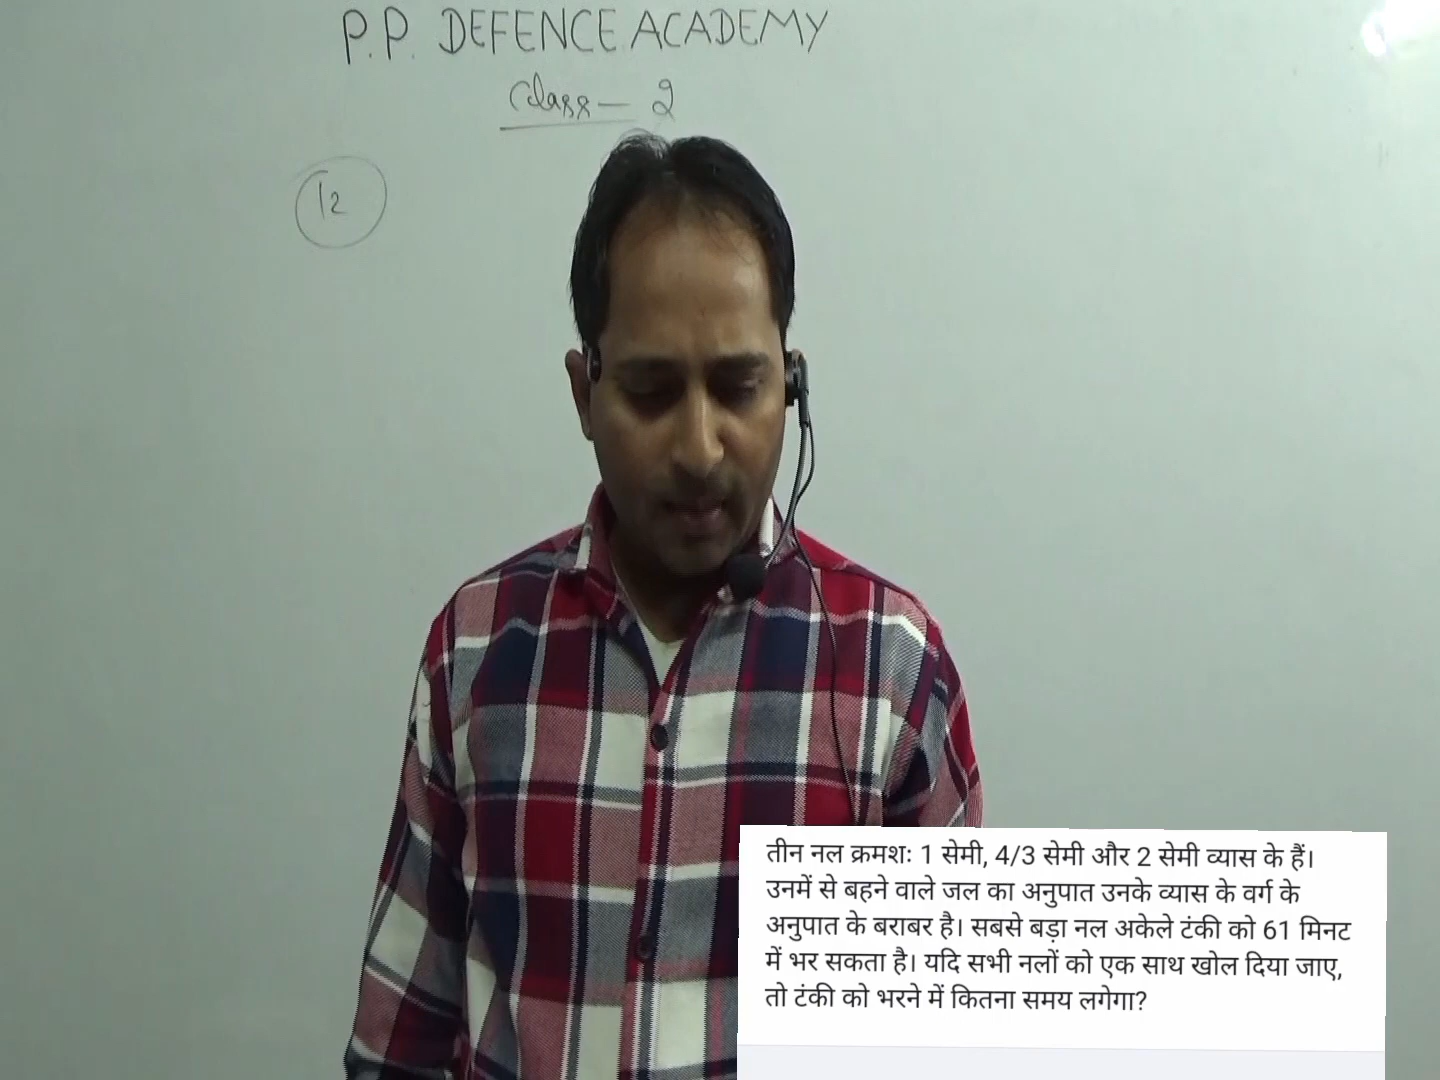 P.P. DEFENCE ACADEMY
Class - 2
12
तीन नल क्रमशः 1 सेमी, 4/3 सेमी और 2 सेमी व्यास के हैं।
उनमें से बहने वाले जल का अनुपात उनके व्यास के वर्ग के
अनुपात के बराबर है। सबसे बड़ा नल अकेले टंकी को 61 मिनट
में भर सकता है। यदि सभी नलों को एक साथ खोल दिया जाए,
तो टंकी को भरने में कितना समय लगेगा?